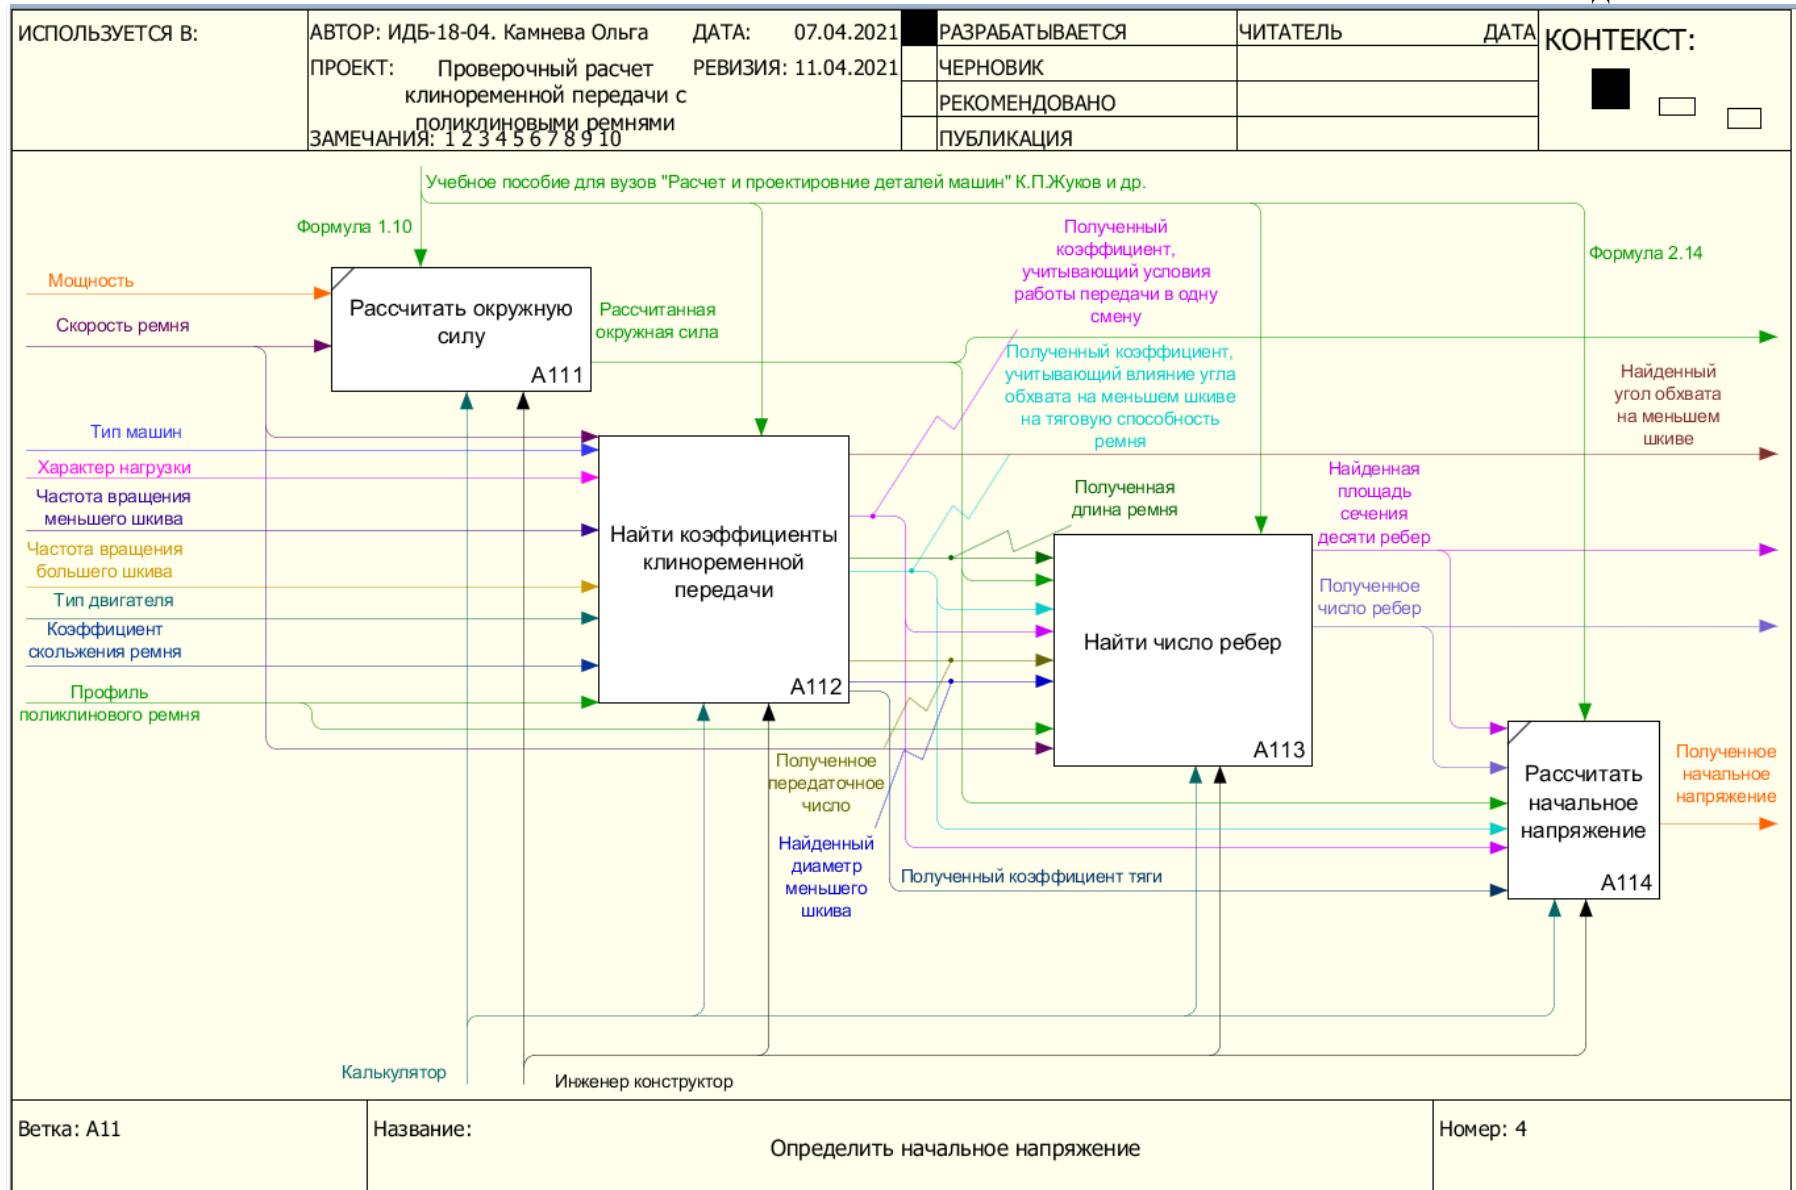 ИСПОЛЬЗУЕТСЯ В:
АВТОР: ИДБ-18-04. Камнева Ольга
ДАТА: 07.04.2021
ПРОЕКТ: Проверочный расчет
клиноременной передачи с
поликлиновыми ремнями
РЕВИЗИЯ: 11.04.2021
ЗАМЕЧАНИЯ: 1 2 3 4 5 6 7 8 9 10
РАЗРАБАТЫВАЕТСЯ
ЧЕРНОВИК
РЕКОМЕНДОВАНО
ПУБЛИКАЦИЯ
ЧИТАТЕЛЬ
ДАТА
КОНТЕКСТ:
Учебное пособие для вузов "Расчет и проектировние деталей машин" К.П.Жуков и др.
Формула 1.10
Формула 2.14
Мощность
Скорость ремня
Рассчитать окружную
силу
A111
Рассчитанная
окружная сила
Полученный
коэффициент,
учитывающий условия
работы передачи в одну
смену
Полученный коэффициент,
учитывающий влияние угла
обхвата на меньшем шкиве
на тяговую способность
ремня
Найденный
угол обхвата
на меньшем
шкиве
Тип машин
Характер нагрузки
Частота вращения
меньшего шкива
Частота вращения
большего шкива
Тип двигателя
Коэффициент
скольжения ремня
Профиль
поликлинового ремня
Найти коэффициенты
клиноременной
передачи
A112
Полученная
длина ремня
Найденная
площадь
сечения
десяти ребер
Полученное
число ребер
Найти число ребер
A113
Полученное
передаточное
число
Найденный
диаметр
меньшего
шкива
Полученный коэффициент тяги
Рассчитать
начальное
напряжение
A114
Полученное
начальное
напряжение
Калькулятор
Инженер конструктор
Ветка: A11
Название:
Определить начальное напряжение
Номер: 4